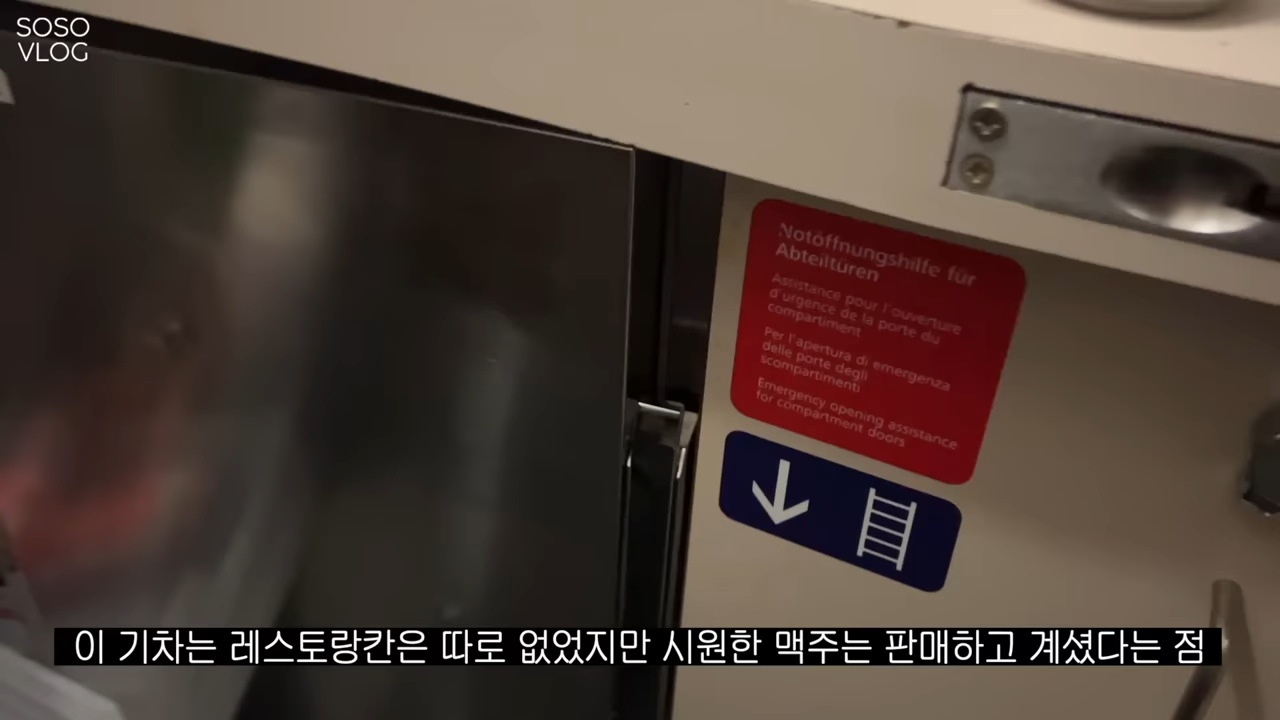 SOSO
VLOG
Notöffnungshilfe für
Abteiltüren
Assistance pour l'ouverture
d'urgence de la porte du
compartiment
Per l'apertura di emergenza
delle porte degli
scompartimenti
Emergency opening assistance
for compartment doors
이 기차는 레스토랑칸은 따로 없었지만 시원한 맥주는 판매하고 계셨다는 점